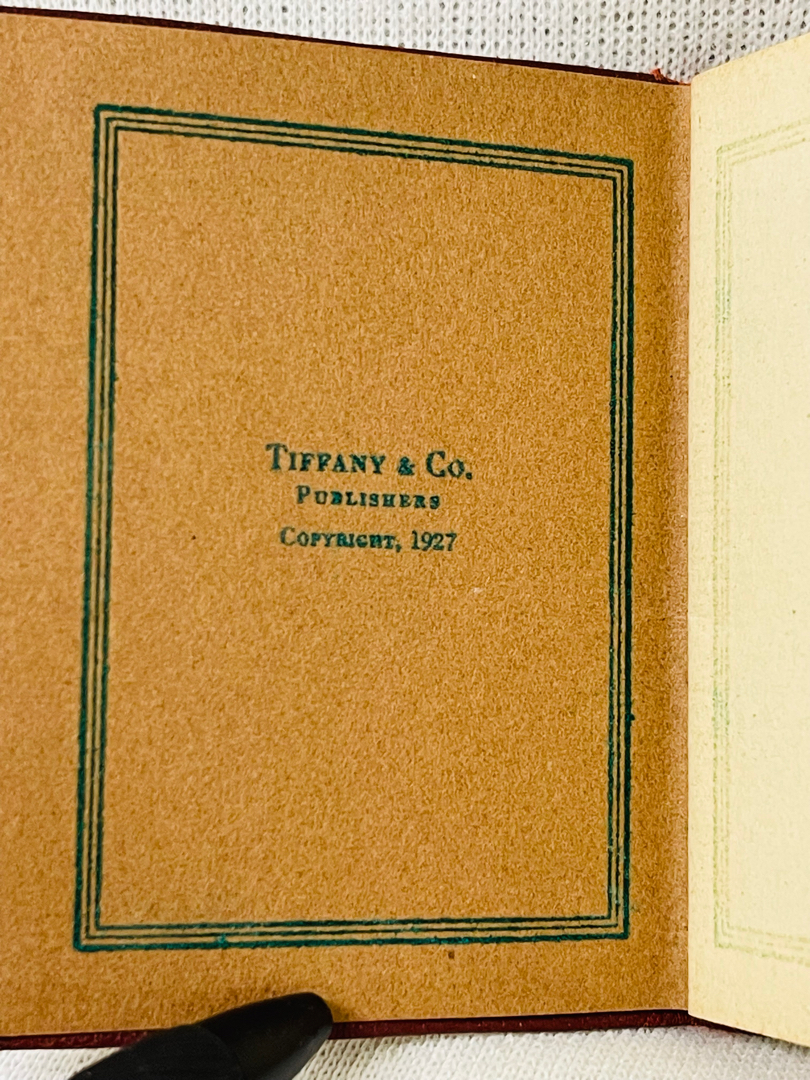 Tiffany & Co.
Publishers
Copyright, 1927